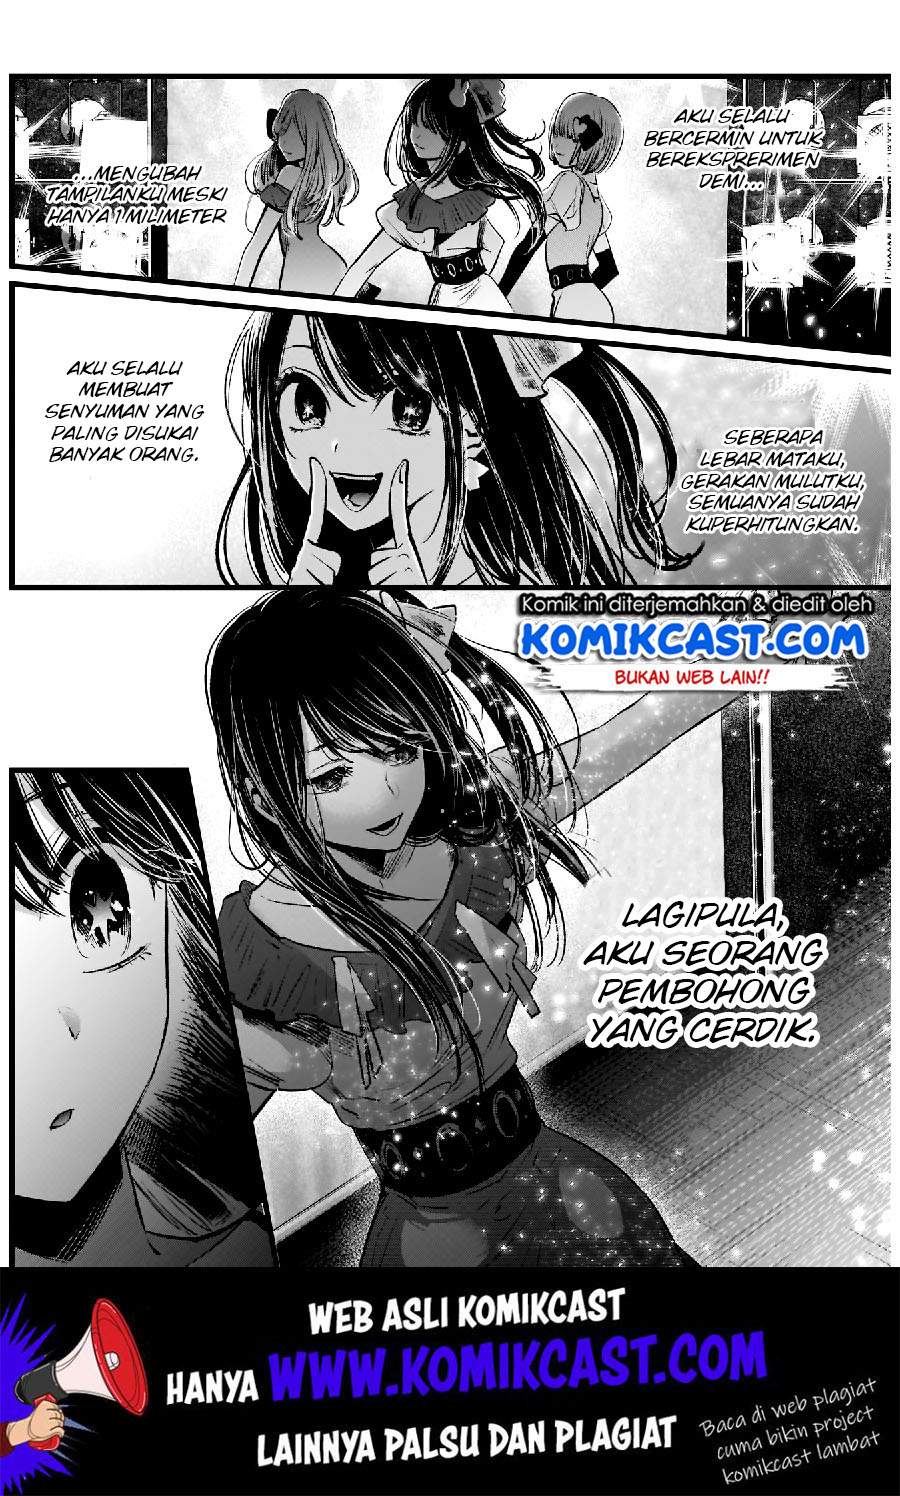 AKU SELALU
BERCERMIN UNTUK
BEREKSPRERIMEN
DEMI...
...MENGUBAH
TAMPILANKU MESKI
HANYA 1 MILIMETER
SEBERAPA
LEBAR MATAKU,
GERAKAN MULUTKU,
SEMUANYA SUDAH
KUPERHITUNGKAN.
AKU SELALU
MEMBUAT
SENYUMAN YANG
PALING DISUKAI
BANYAK ORANG.
Komik ini diterjemahkan & diedit oleh
KOMIKCAST.COM
BUKAN WEB LAIN!!
LAGIPULA,
AKU SEORANG
PEMBOHONG
YANG CERDIK.
WEB ASLI KOMIKCAST
HANYA WWW.KOMIKCAST.COM
LAINNYA PALSU DAN PLAGIAT
Baca di web plagiat
cuma bikin project
komikcast lambat